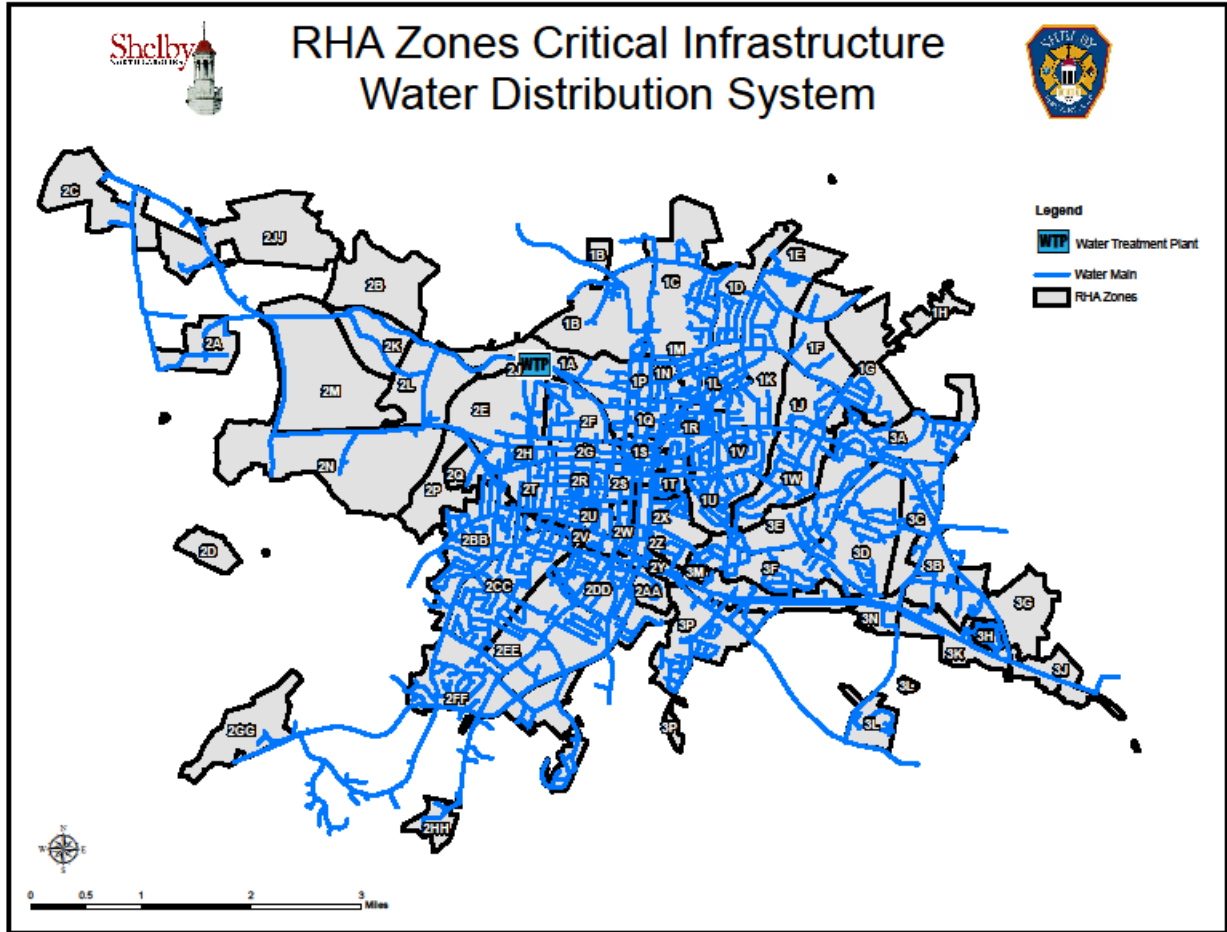 Shelby
NORTH CAROLINA
RHA Zones Critical Infrastructure
Water Distribution System
SHELBY
Legend
WTP Water Treatment Plant
Water Main
RHA Zones
2C
2JJ
2B
2A
2K
2L
2M
2N
2D
2J
WTP
1A
1B
1B
1C
1D
1E
1H
1F
1G
1M
1N
1P
1L
1K
1J
3A
2E
2F
1Q
1R
2H
2G
1S
1V
2Q
2P
2T
2R
2S
1T
1U
1W
2U
2X
2BB
2V
2W
2Z
3E
3C
3D
3B
2Y
3M
3F
2CC
2DD
2AA
3G
3P
3N
3H
2EE
3K
3J
2FF
3L
3L
3P
2GG
2HH
N
W E
S
0 0.5 1 2 3
Miles